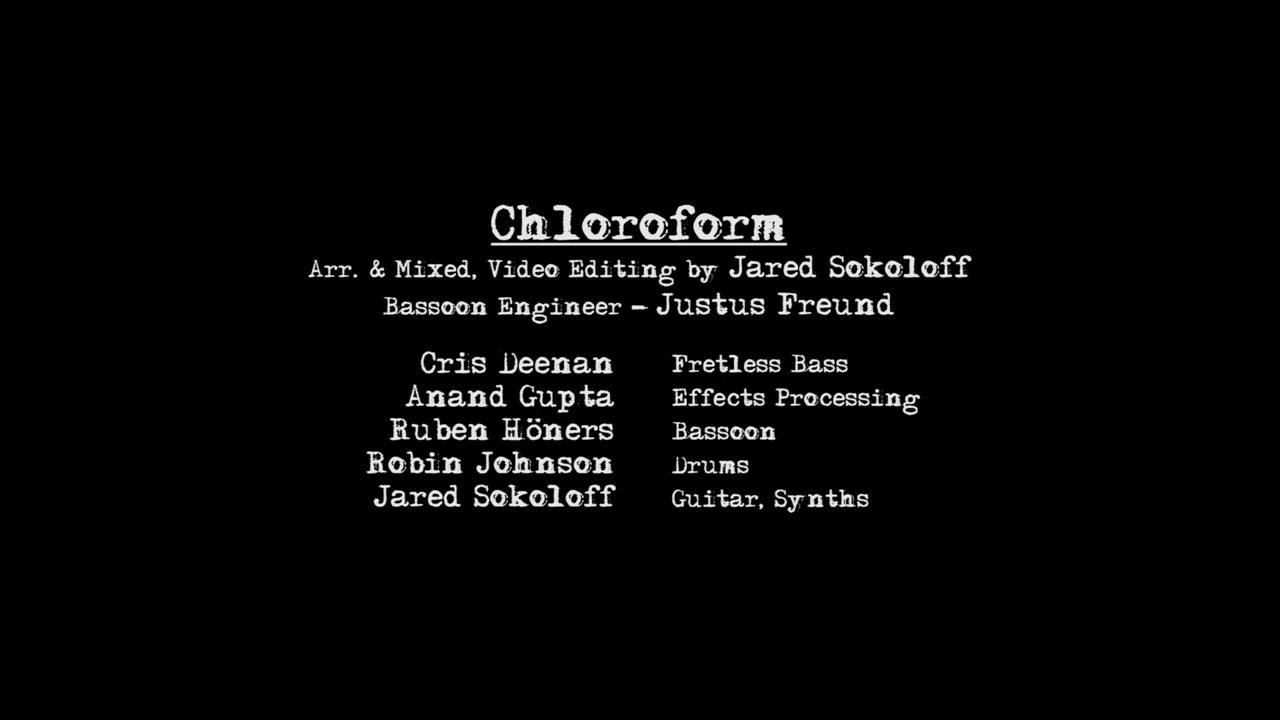 Chloroform
Arr. & Mixed, Video Editing by Jared Sokoloff
Bassoon Engineer – Justus Freund
Cris Deenan Fretless Bass
Anand Gupta Effects Processing
Ruben Höners Bassoon
Robin Johnson Drums
Jared Sokoloff Guitar, Synths